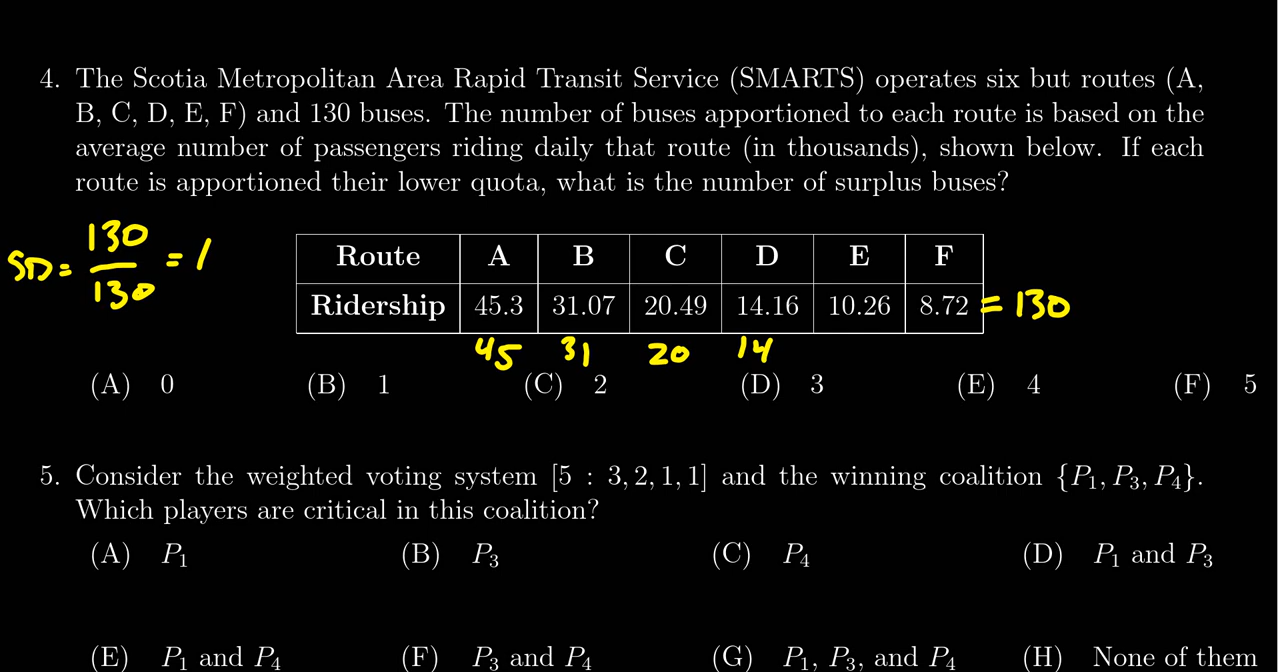 4. The Scotia Metropolitan Area Rapid Transit Service (SMARTS) operates six but routes (A,
B, C, D, E, F) and 130 buses. The number of buses apportioned to each route is based on the
average number of passengers riding daily that route (in thousands), shown below. If each
route is apportioned their lower quota, what is the number of surplus buses?
SD = 130/130 = 1
Route A B C D E F
Ridership 45.3 31.07 20.49 14.16 10.26 8.72 = 130
45 31 20 14
(A) 0 (B) 1 (C) 2 (D) 3 (E) 4 (F) 5
5. Consider the weighted voting system [5 : 3, 2, 1, 1] and the winning coalition {P₁, P₃, P₄}.
Which players are critical in this coalition?
(A) P₁ (B) P₃ (C) P₄ (D) P₁ and P₃
(E) P₁ and P₄ (F) P₃ and P₄ (G) P₁, P₃, and P₄ (H) None of them